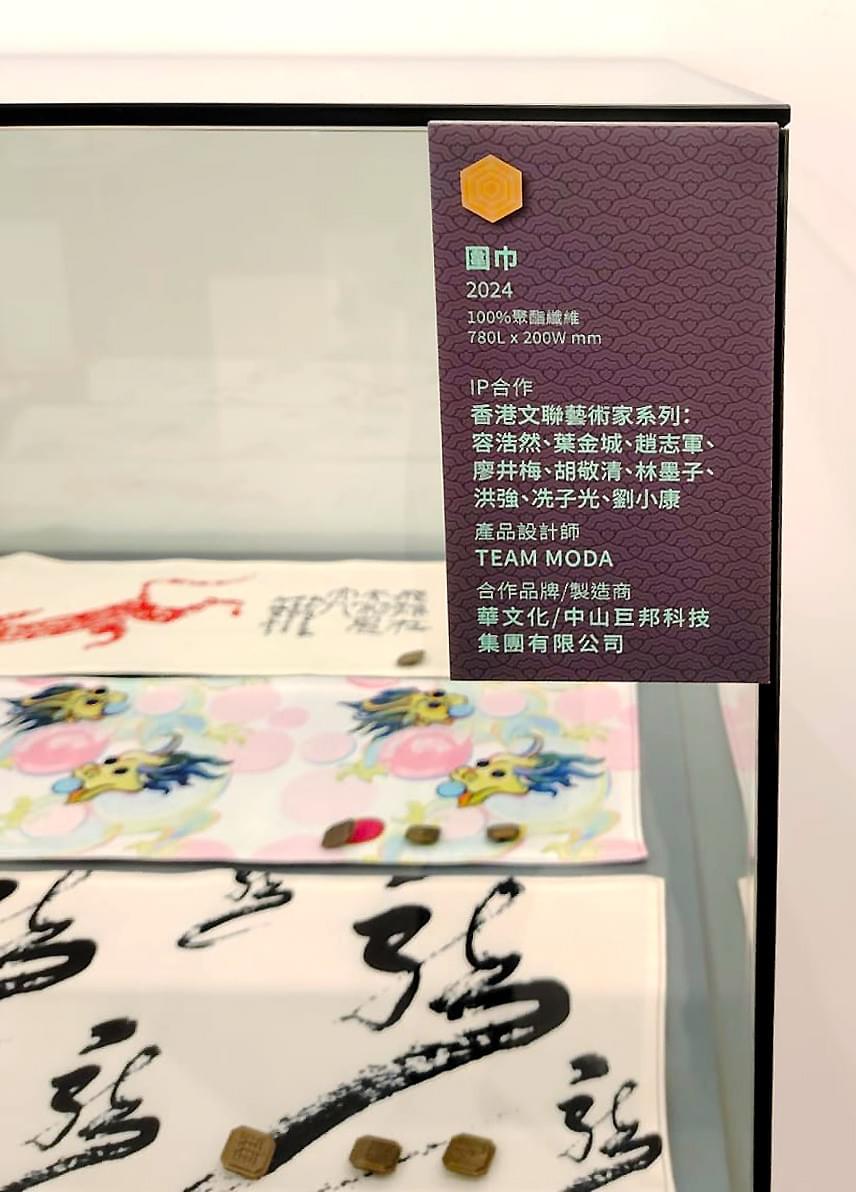 圍巾
2024
100%聚酯纖維
780L x 200W mm
IP合作
香港文聯藝術家系列：
容浩然、葉金城、趙志軍、
廖井梅、胡敬清、林墨子、
洪強、冼子光、劉小康
產品設計師
TEAM MODA
合作品牌/製造商
華文化/中山巨邦科技
集團有限公司